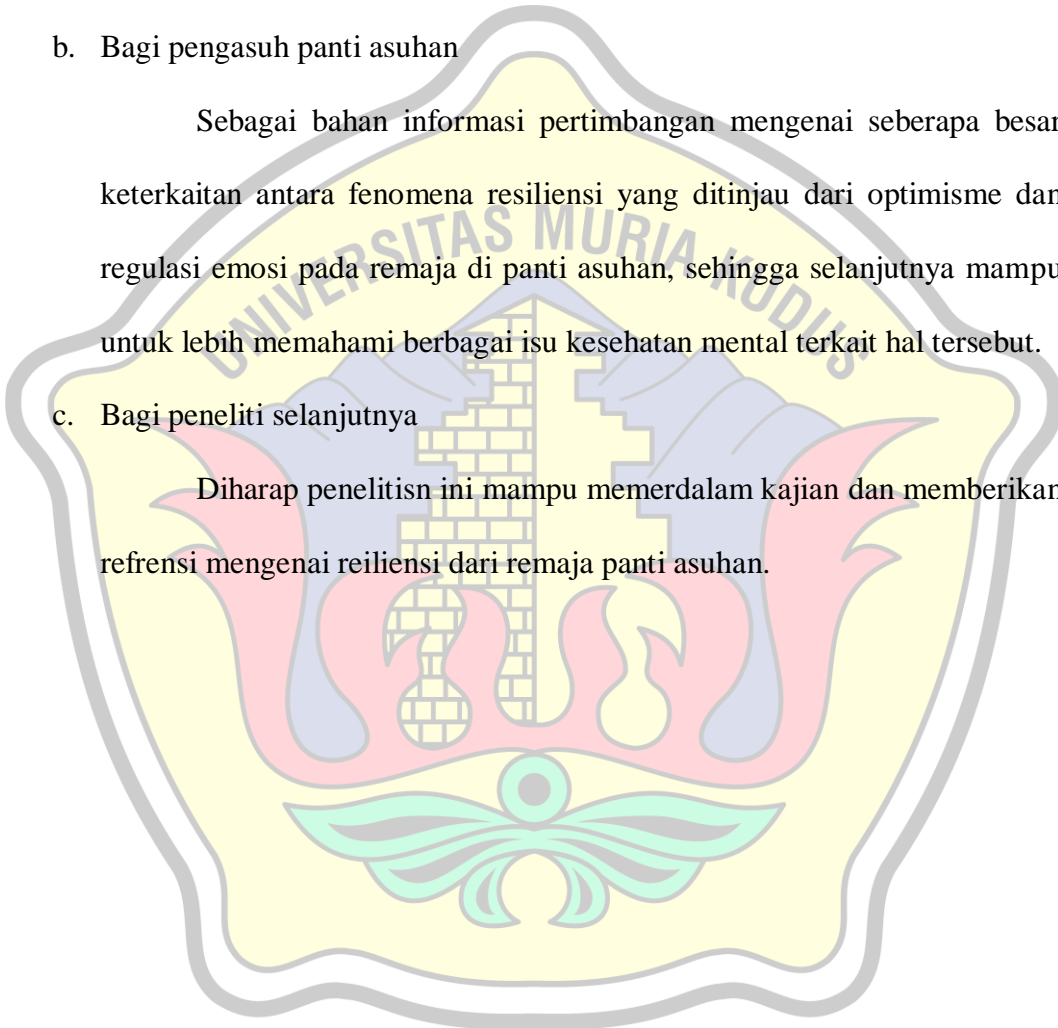 b. Bagi pengasuh panti asuhan
Sebagai bahan informasi pertimbangan mengenai seberapa besar
keterkaitan antara fenomena resiliensi yang ditinjau dari optimisme dan
UNIVERSITAS MURIA KUDUS
regulasi emosi pada remaja di panti asuhan, sehingga selanjutnya mampu
untuk lebih memahami berbagai isu kesehatan mental terkait hal tersebut.
c. Bagi peneliti selanjutnya
Diharap penelitisn ini mampu memerdalam kajian dan memberikan
refrensi mengenai reiliensi dari remaja panti asuhan.